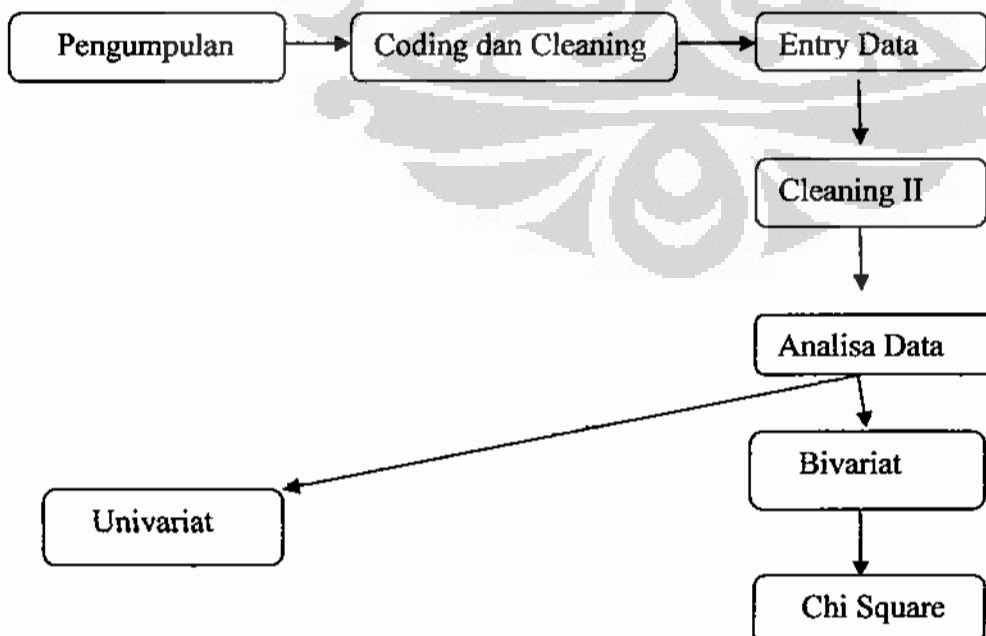 Pengumpulan
Coding dan Cleaning
Entry Data
Cleaning II
Analisa Data
Bivariat
Univariat
Chi Square